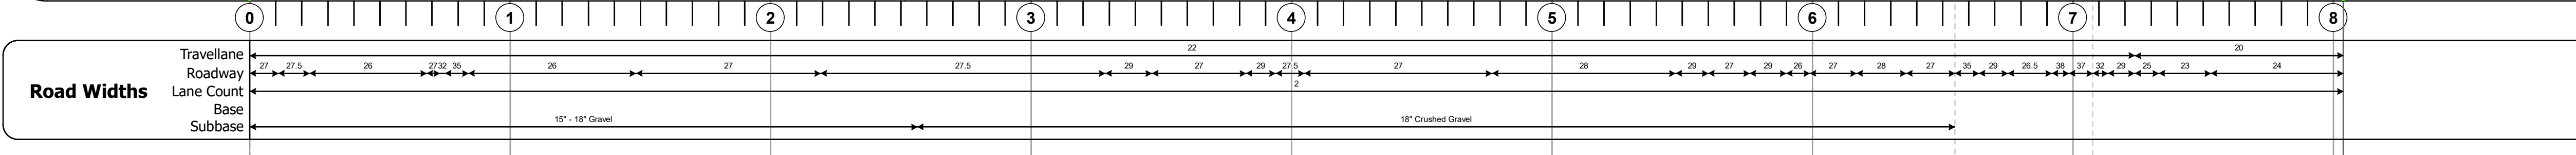 0 1 2 3 4 5 6 7 8
Road Widths
Travellane 22 20
Roadway 27 27.5 26 27 32 35 26 27 27.5 29 27 29 27.5 27 28 29 27 29 26 27 28 27 35 29 26.5 38 37 32 29 25 23 24
Lane Count 2
Base
Subbase 15" - 18" Gravel 18" Crushed Gravel